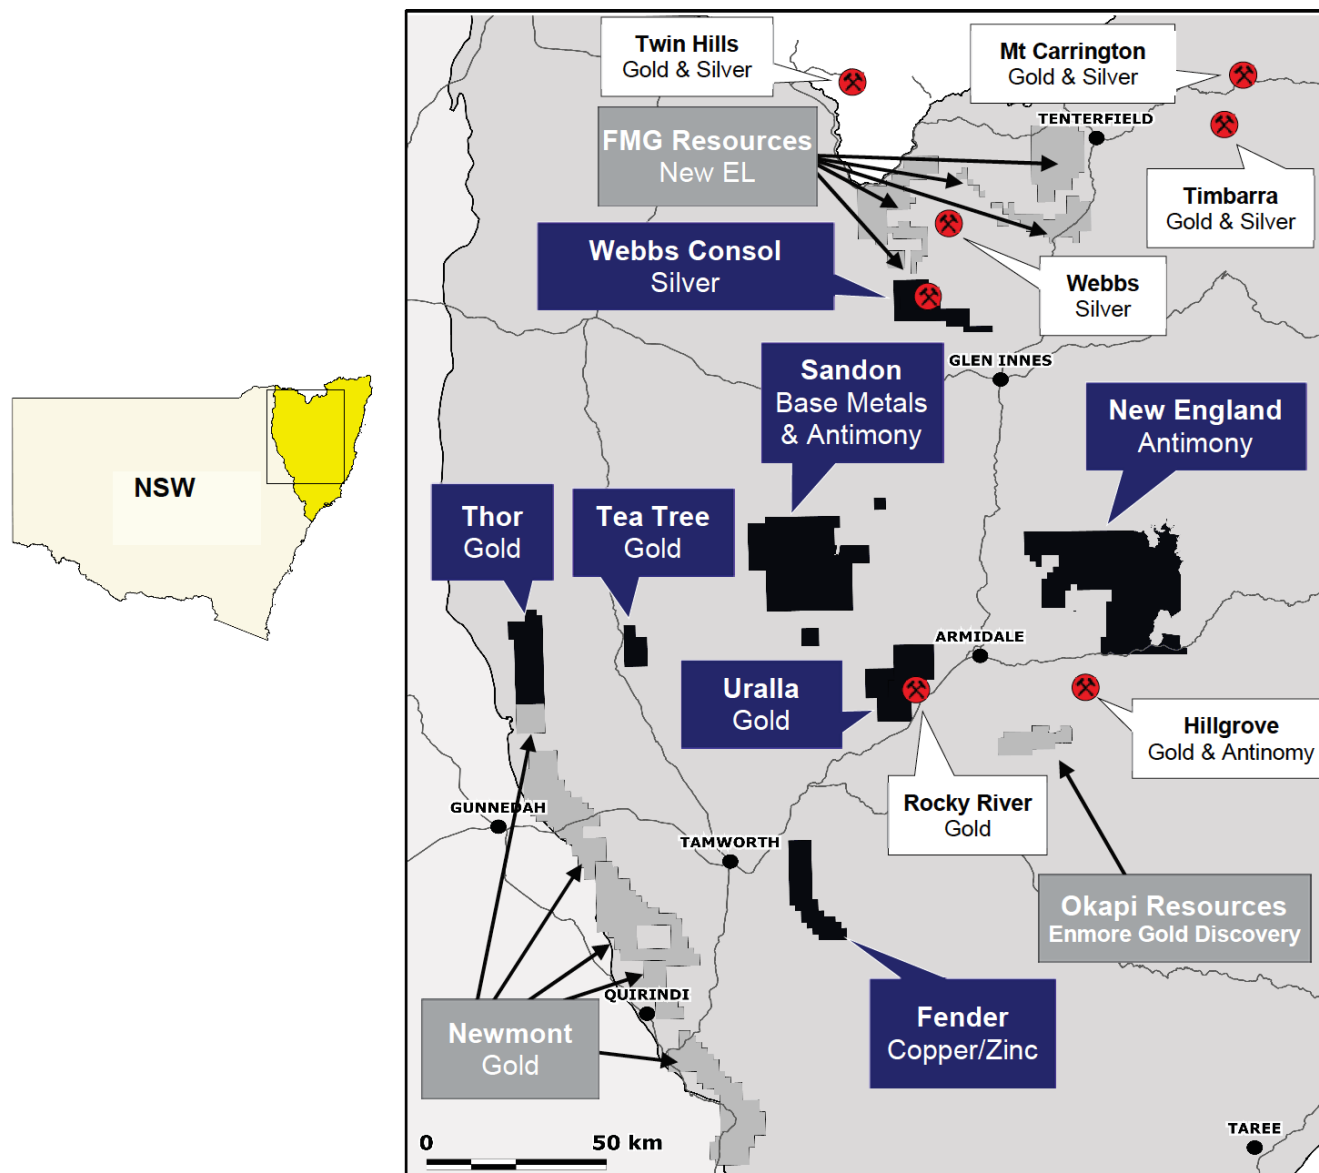 Twin Hills
Gold & Silver
Mt Carrington
Gold & Silver
TENTERFIELD
FMG Resources
New EL
Timbarra
Gold & Silver
Webbs Consol
Silver
Webbs
Silver
GLEN INNES
Sandon
Base Metals
& Antimony
New England
Antimony
NSW
Thor
Gold
Tea Tree
Gold
ARMIDALE
Uralla
Gold
Hillgrove
Gold & Antinomy
Rocky River
Gold
GUNNEDAH
TAMWORTH
Okapi Resources
Enmore Gold Discovery
QUIRINDI
Newmont
Gold
Fender
Copper/Zinc
TAREE
0 50 km